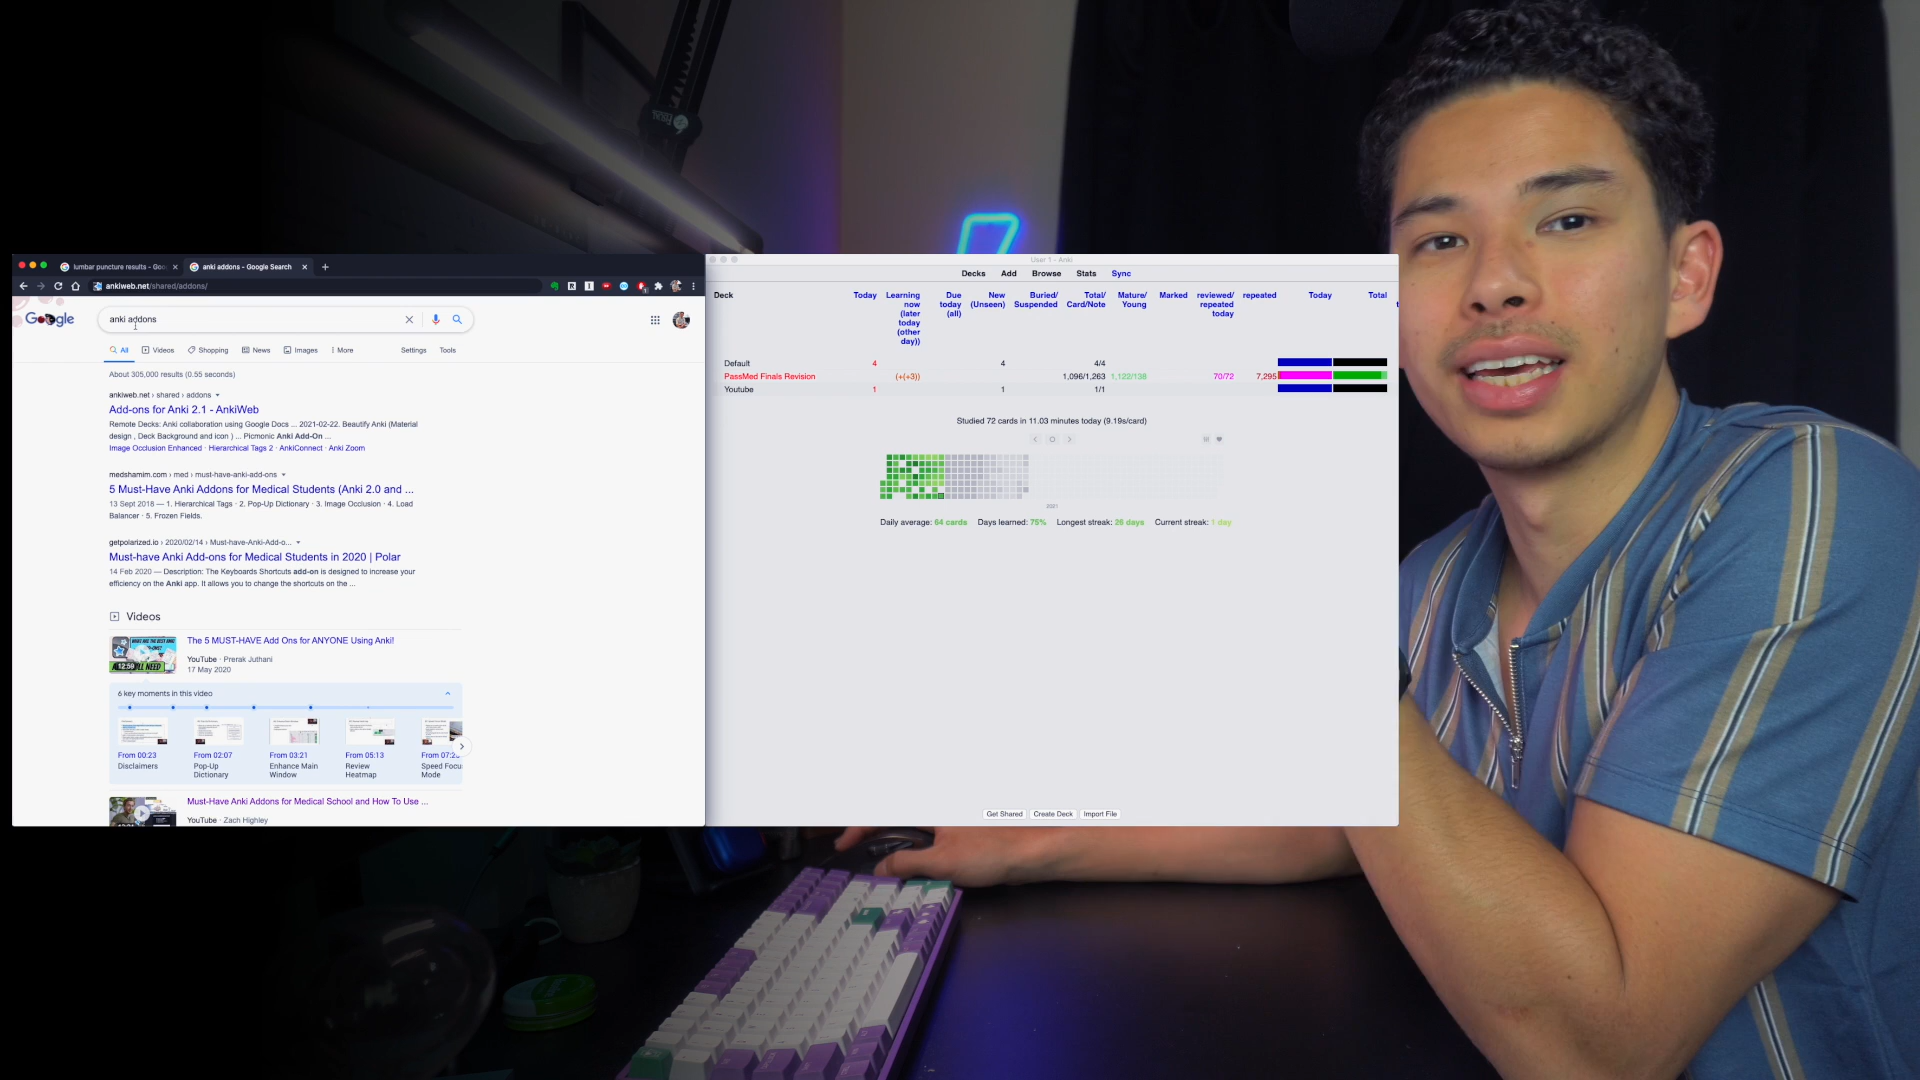 lumbar puncture results - Goo
anki addons - Google Search
ankiweb.net/shared/addons/
Google
anki addons
All Videos Shopping News Images More Settings Tools
About 305,000 results (0.55 seconds)
ankiweb.net › shared › addons
Add-ons for Anki 2.1 - AnkiWeb
Remote Decks: Anki collaboration using Google Docs ... 2021-02-22. Beautify Anki (Material
design , Deck Background and icon ) ... Picmonic Anki Add-On ...
Image Occlusion Enhanced · Hierarchical Tags 2 · AnkiConnect · Anki Zoom
medshamim.com › med › must-have-anki-add-ons
5 Must-Have Anki Addons for Medical Students (Anki 2.0 and ...
13 Sept 2018 — 1. Hierarchical Tags · 2. Pop-Up Dictionary · 3. Image Occlusion · 4. Load
Balancer · 5. Frozen Fields.
getpolarized.io › 2020/02/14 › Must-have-Anki-Add-o...
Must-have Anki Add-ons for Medical Students in 2020 | Polar
14 Feb 2020 — Description: The Keyboards Shortcuts add-on is designed to increase your
efficiency on the Anki app. It allows you to change the shortcuts on the ...
Videos
The 5 MUST-HAVE Add Ons for ANYONE Using Anki!
12:59
YouTube · Prerak Juthani
17 May 2020
6 key moments in this video
From 00:23 From 02:07 From 03:21 From 05:13
Disclaimers Pop-Up Enhance Main Review Speed Focus
Dictionary Window Heatmap Mode
Must-Have Anki Addons for Medical School and How To Use ...
YouTube · Zach Highley
User 1 - Anki
Decks Add Browse Stats Sync
Deck Today Learning Due New Buried/ Total/ Mature/ Marked reviewed/ repeated Today Total
now today (Unseen) Suspended Card/Note Young repeated
(later (all) today
today
(other
day))
Default 4 4 4/4
PassMed Finals Revision (+(+3)) 1,096/1,263 1,122/138 70/72 7,295
Youtube 1 1 1/1
Studied 72 cards in 11.03 minutes today (9.19s/card)
2021
Daily average: 64 cards Days learned: 75% Longest streak: 26 days Current streak: 1 day
Get Shared Create Deck Import File